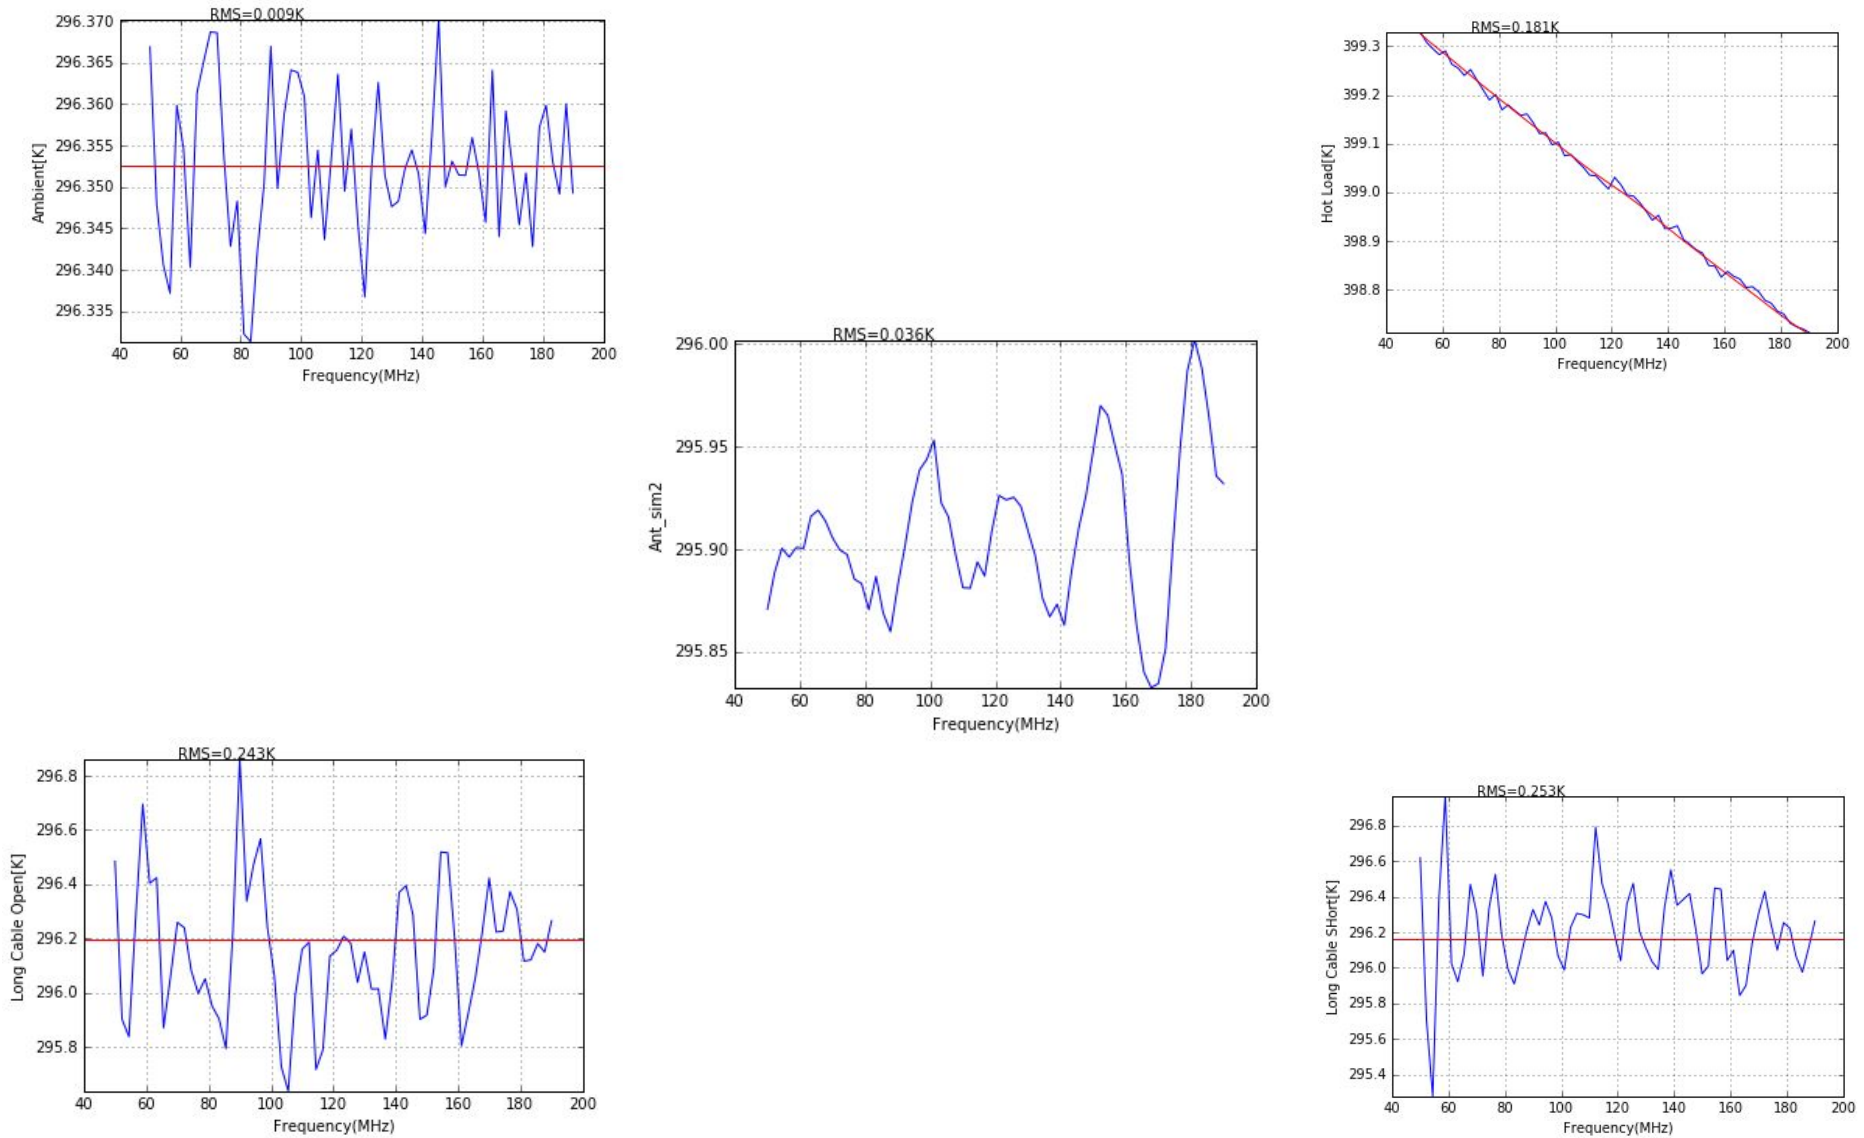 RMS=0.009K
296.370
296.365
296.360
296.355
296.350
296.345
296.340
296.335
Ambient[K]
40 60 80 100 120 140 160 180 200
Frequency(MHz)
RMS=0.181K
399.3
399.2
399.1
399.0
398.9
398.8
Hot Load[K]
40 60 80 100 120 140 160 180 200
Frequency(MHz)
RMS=0.036K
296.00
295.95
295.90
295.85
Ant_sim2
40 60 80 100 120 140 160 180 200
Frequency(MHz)
RMS=0.243K
296.8
296.6
296.4
296.2
296.0
295.8
Long Cable Open[K]
40 60 80 100 120 140 160 180 200
Frequency(MHz)
RMS=0.253K
296.8
296.6
296.4
296.2
296.0
295.8
295.6
295.4
Long Cable SHort[K]
40 60 80 100 120 140 160 180 200
Frequency(MHz)